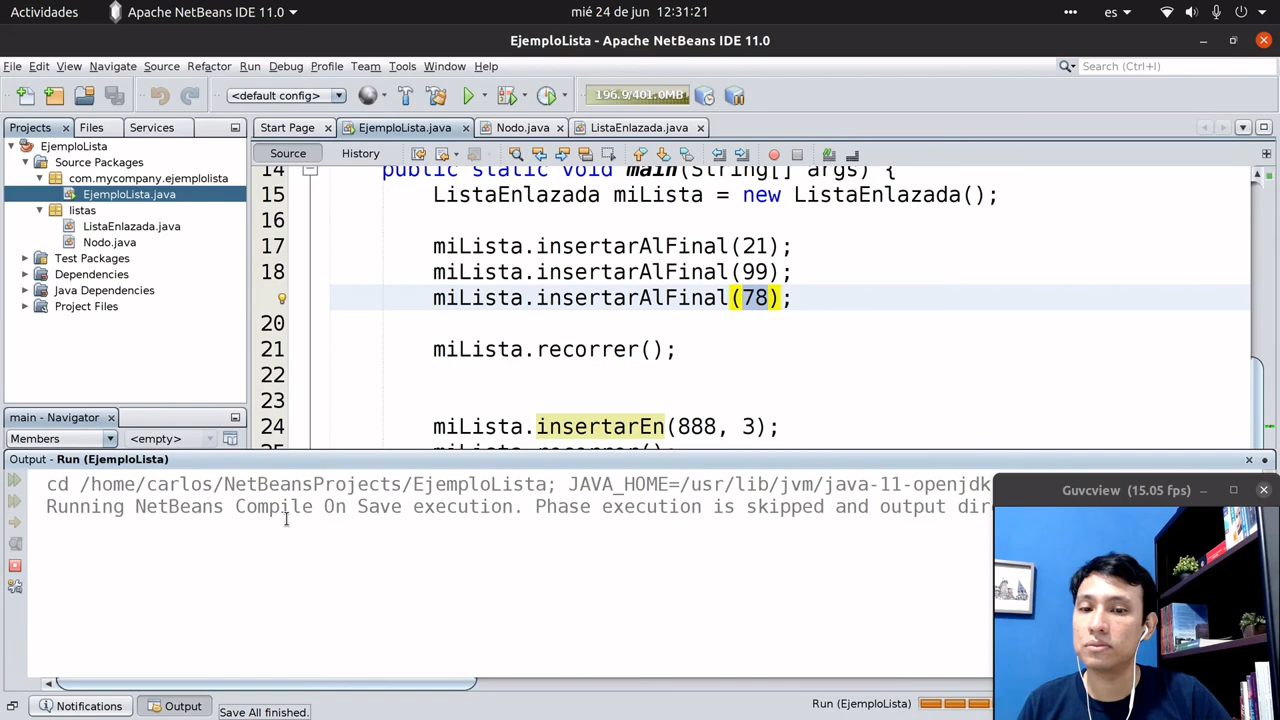 Actividades
Apache NetBeans IDE 11.0
mié 24 de jun 12:31:21
es
EjemploLista - Apache NetBeans IDE 11.0
File Edit View Navigate Source Refactor Run Debug Profile Team Tools Window Help
Search (Ctrl+I)
<default config>
196.9/401.0MB
Projects
Files
Services
Start Page
EjemploLista.java
Nodo.java
ListaEnlazada.java
EjemploLista
Source Packages
com.mycompany.ejemplolista
EjemploLista.java
listas
ListaEnlazada.java
Nodo.java
Test Packages
Dependencies
Java Dependencies
Project Files
Source
History
14 public static void main(String[] args) {
15 ListaEnlazada miLista = new ListaEnlazada();
16
17 miLista.insertarAlFinal(21);
18 miLista.insertarAlFinal(99);
miLista.insertarAlFinal(78);
20
21 miLista.recorrer();
22
23
24 miLista.insertarEn(888, 3);
25 miLista.recorrer();
main - Navigator
Members
<empty>
Output - Run (EjemploLista)
cd /home/carlos/NetBeansProjects/EjemploLista; JAVA_HOME=/usr/lib/jvm/java-11-openjdk
Running NetBeans Compile On Save execution. Phase execution is skipped and output
Guvcview (15.05 fps)
Notifications
Output
Save All finished.
Run (EjemploLista)